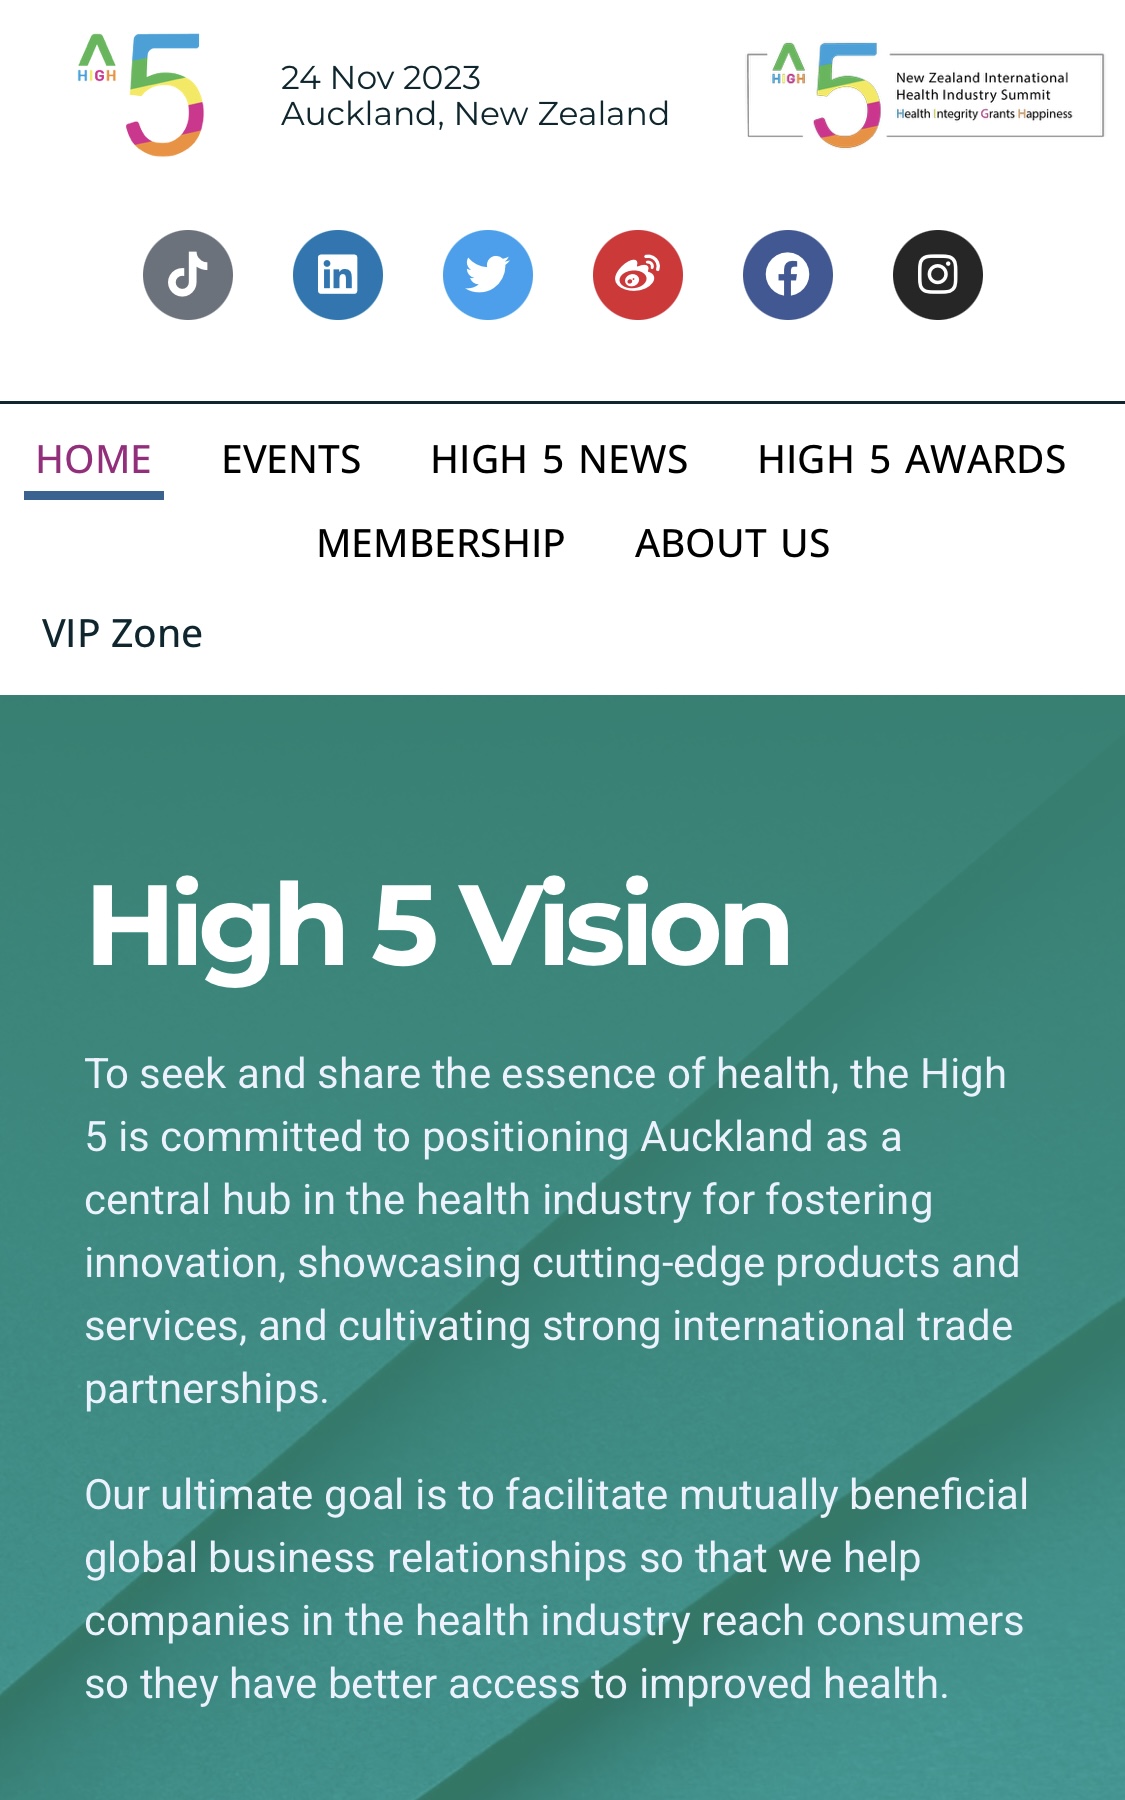 HIGH 5
24 Nov 2023
Auckland, New Zealand
HIGH 5
New Zealand International
Health Industry Summit
Health Integrity Grants Happiness
in
HOME EVENTS HIGH 5 NEWS HIGH 5 AWARDS
MEMBERSHIP ABOUT US
VIP Zone
High 5 Vision
To seek and share the essence of health, the High
5 is committed to positioning Auckland as a
central hub in the health industry for fostering
innovation, showcasing cutting-edge products and
services, and cultivating strong international trade
partnerships.
Our ultimate goal is to facilitate mutually beneficial
global business relationships so that we help
companies in the health industry reach consumers
so they have better access to improved health.